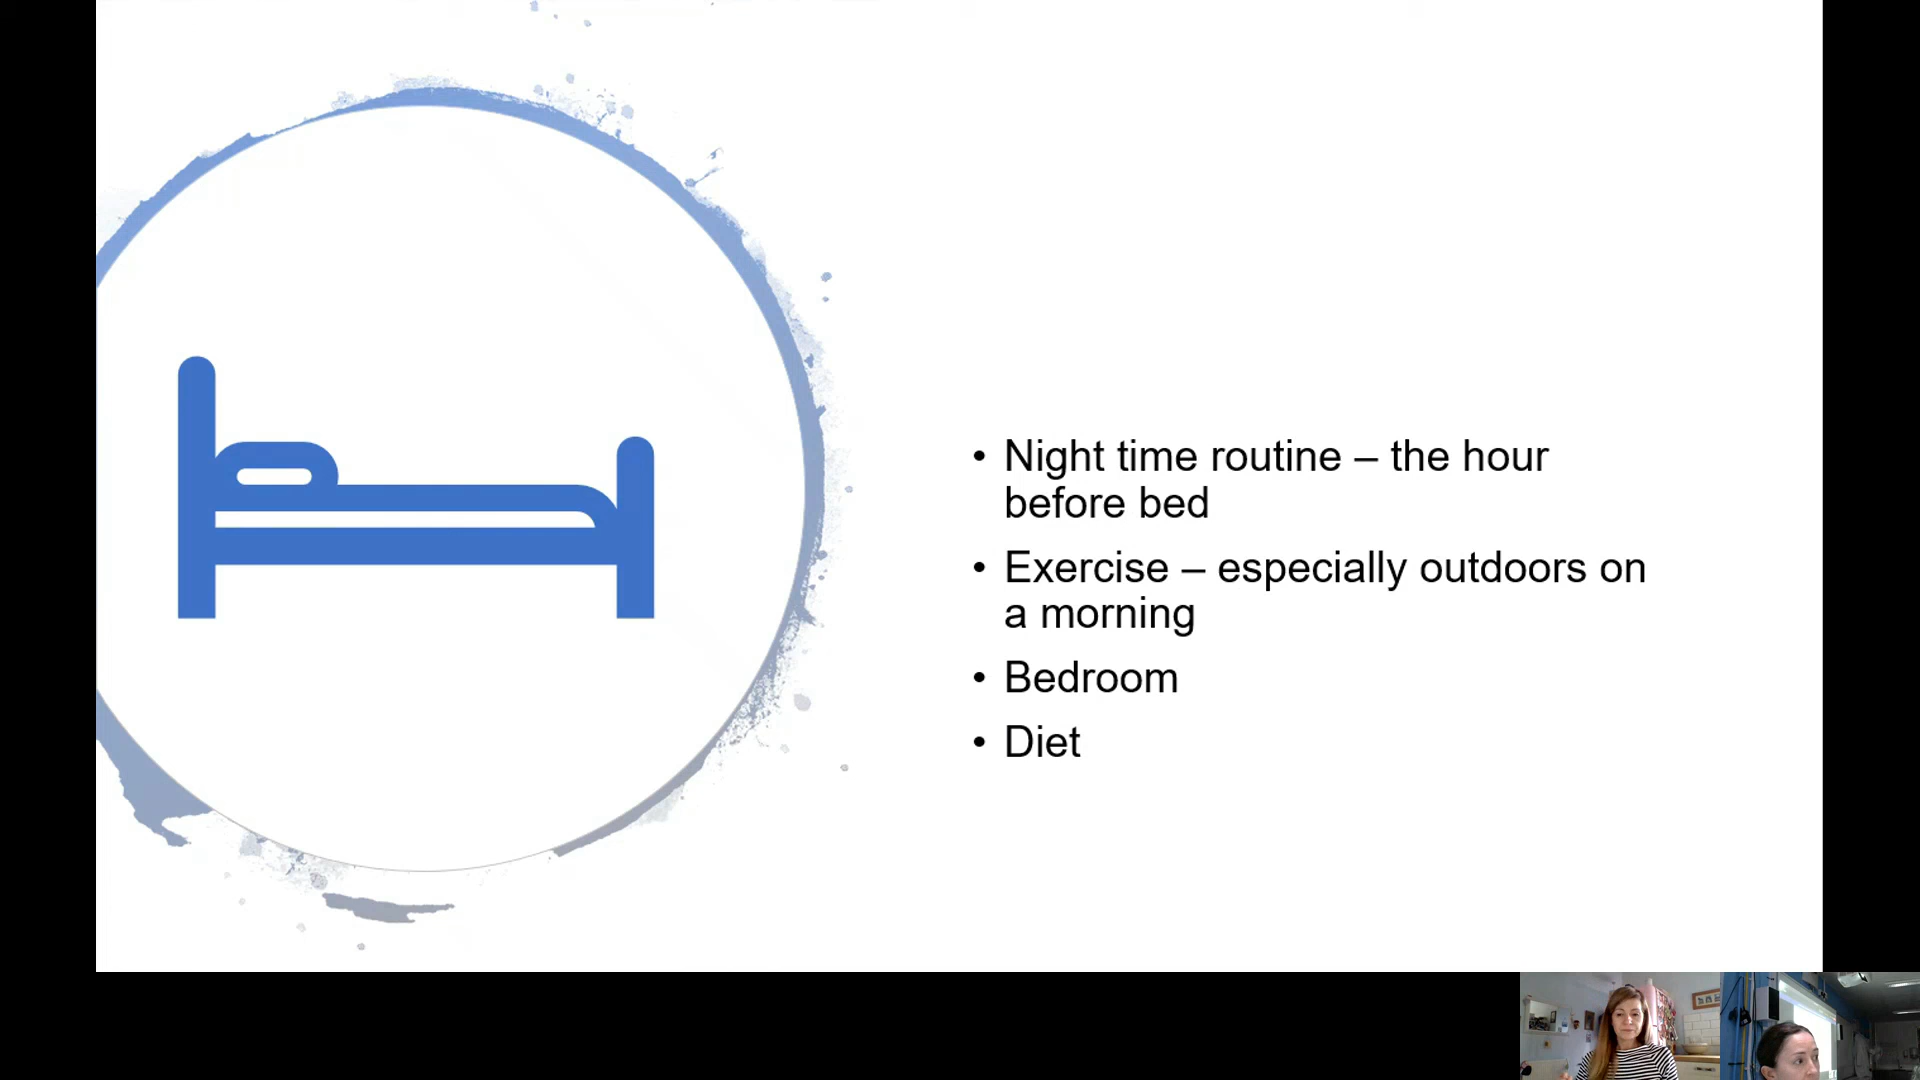 • Night time routine – the hour
before bed
• Exercise – especially outdoors on
a morning
• Bedroom
• Diet